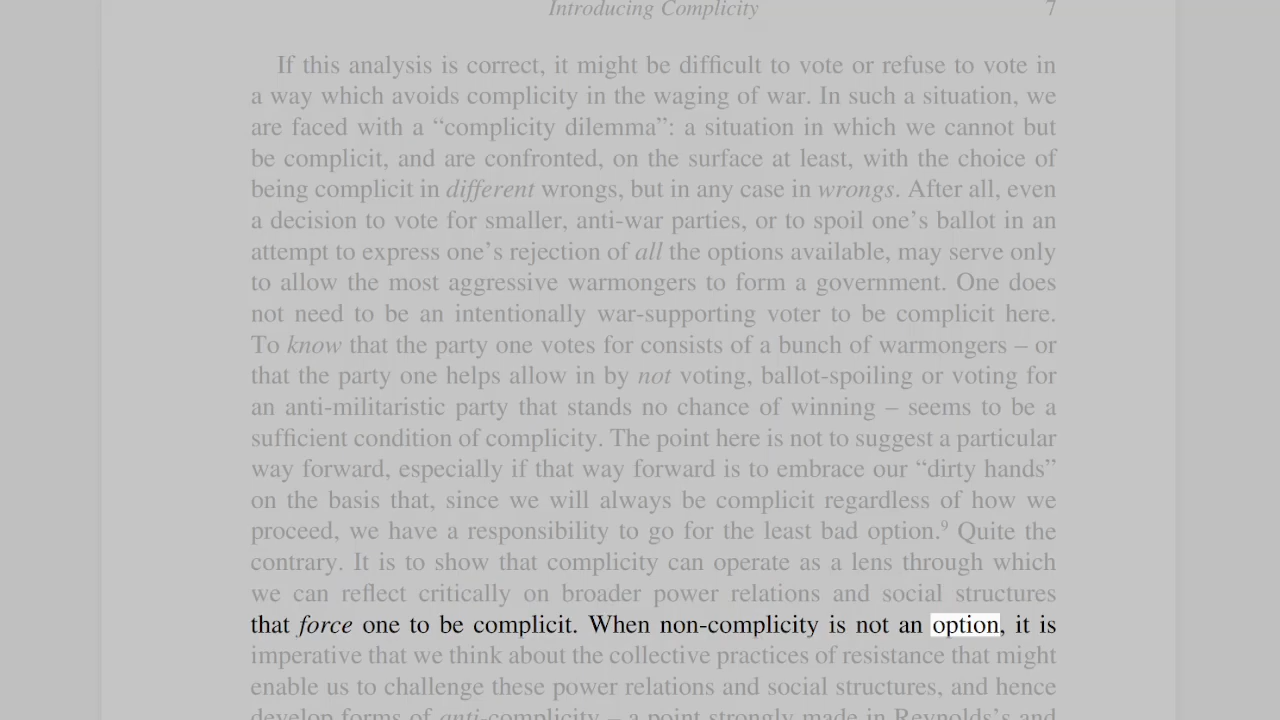 Introducing Complicity 7
If this analysis is correct, it might be difficult to vote or refuse to vote in
a way which avoids complicity in the waging of war. In such a situation, we
are faced with a “complicity dilemma”: a situation in which we cannot but
be complicit, and are confronted, on the surface at least, with the choice of
being complicit in different wrongs, but in any case in wrongs. After all, even
a decision to vote for smaller, anti-war parties, or to spoil one’s ballot in an
attempt to express one’s rejection of all the options available, may serve only
to allow the most aggressive warmongers to form a government. One does
not need to be an intentionally war-supporting voter to be complicit here.
To know that the party one votes for consists of a bunch of warmongers – or
that the party one helps allow in by not voting, ballot-spoiling or voting for
an anti-militaristic party that stands no chance of winning – seems to be a
sufficient condition of complicity. The point here is not to suggest a particular
way forward, especially if that way forward is to embrace our “dirty hands”
on the basis that, since we will always be complicit regardless of how we
proceed, we have a responsibility to go for the least bad option.⁹ Quite the
contrary. It is to show that complicity can operate as a lens through which
we can reflect critically on broader power relations and social structures
that force one to be complicit. When non-complicity is not an option, it is
imperative that we think about the collective practices of resistance that might
enable us to challenge these power relations and social structures, and hence
develop forms of anti-complicity – a point strongly made in Reynolds’s and